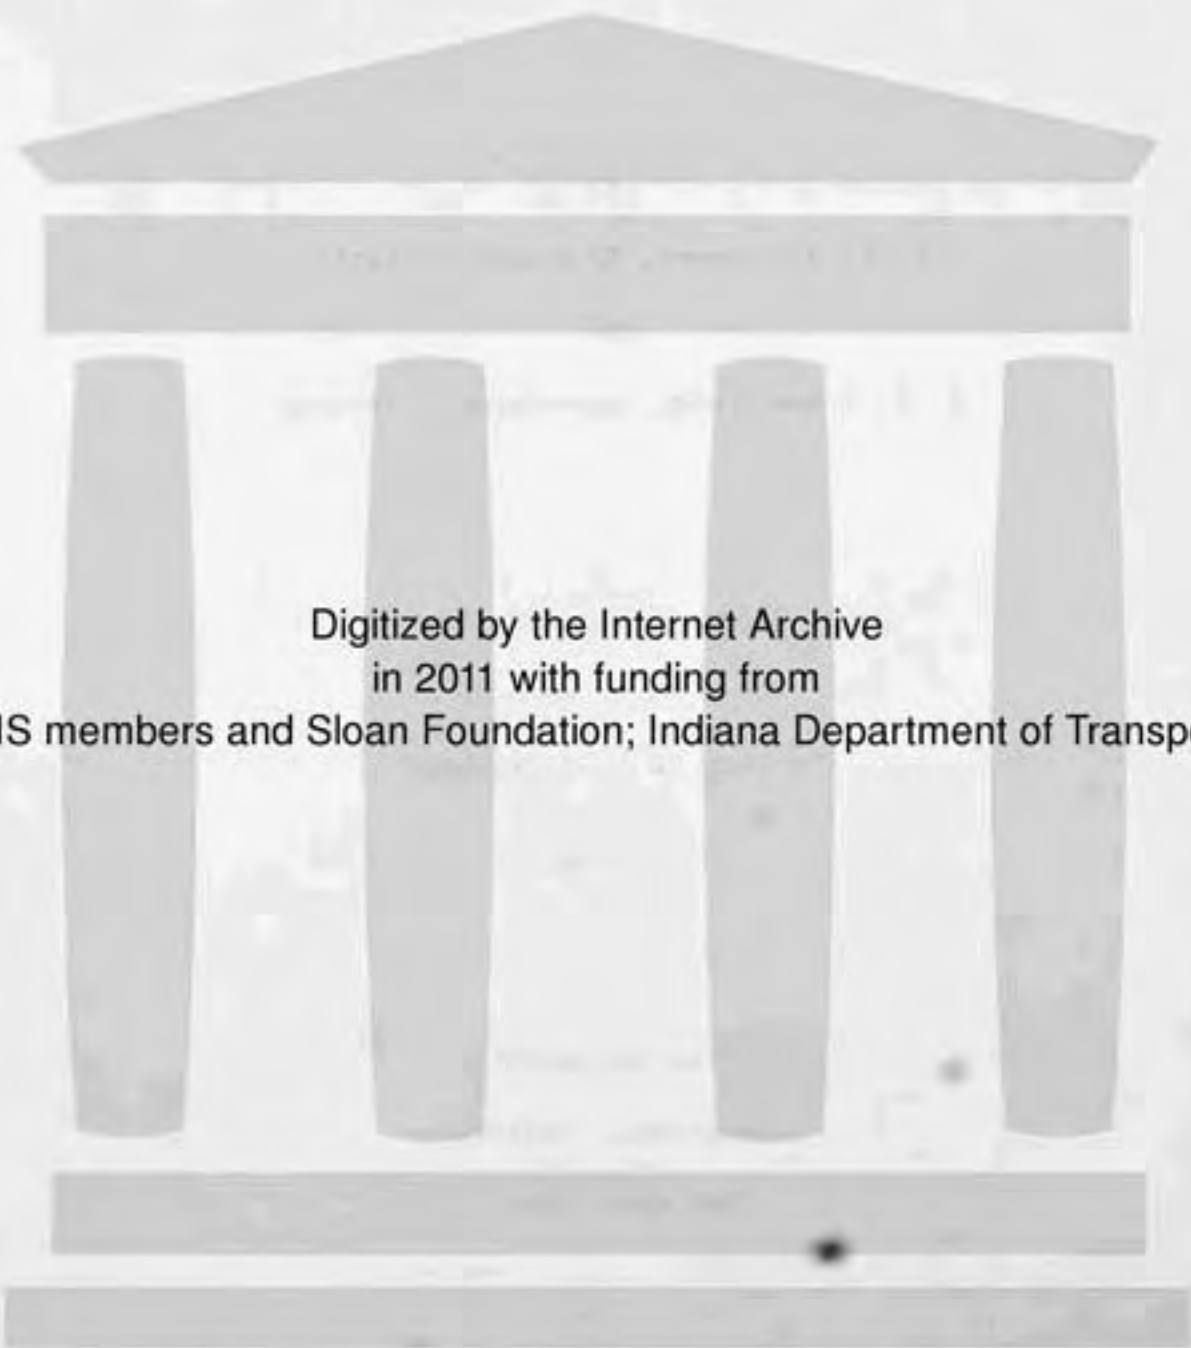 Digitized by the Internet Archive
in 2011 with funding from
IS members and Sloan Foundation; Indiana Department of Transp